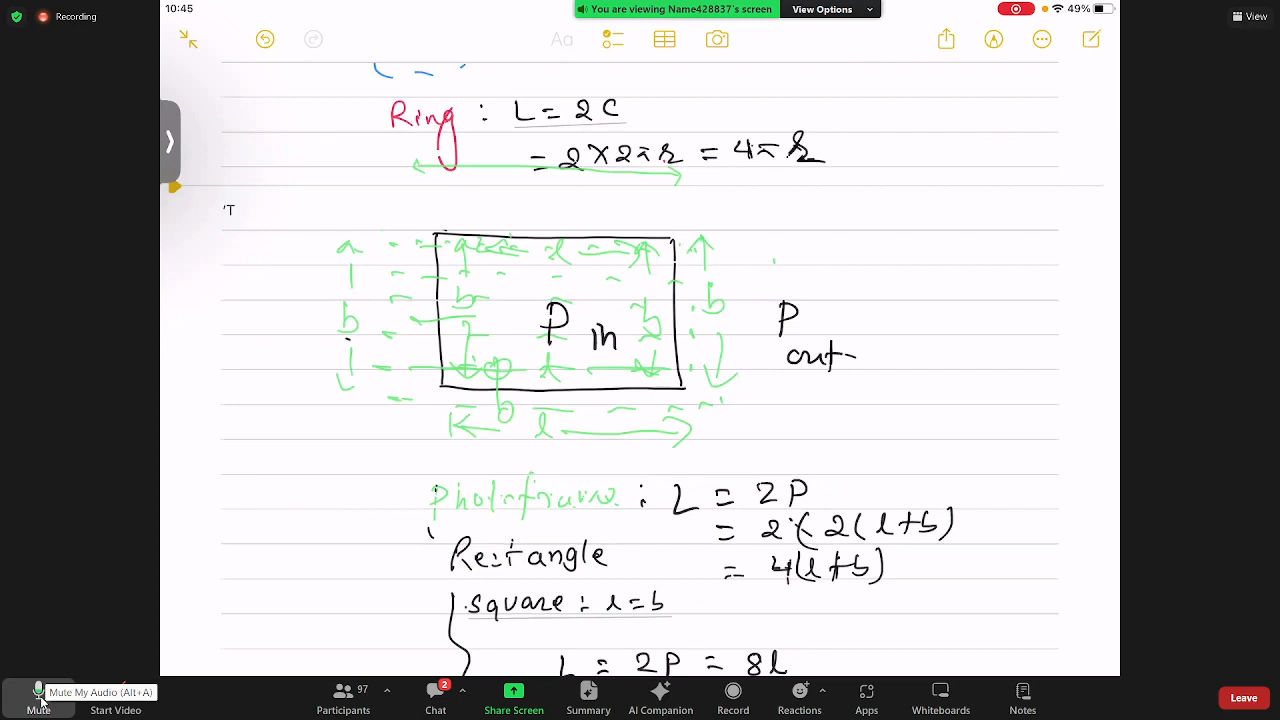 10:45
You are viewing Name428837's screen
View Options
49%
Recording
View
Aa
Ring : L = 2C
= 2 × 2πr = 4πr
'T
l
b b b b
P in
P out
l
b
l
Photoframe : L = 2P
= 2 × 2(l+b)
Rectangle
= 4(l+b)
square : l = b
L = 2P = 8l
Mute My Audio (Alt+A)
Mute
Start Video
97
Participants
2
Chat
Share Screen
Summary
AI Companion
Record
Reactions
Apps
Whiteboards
Notes
Leave